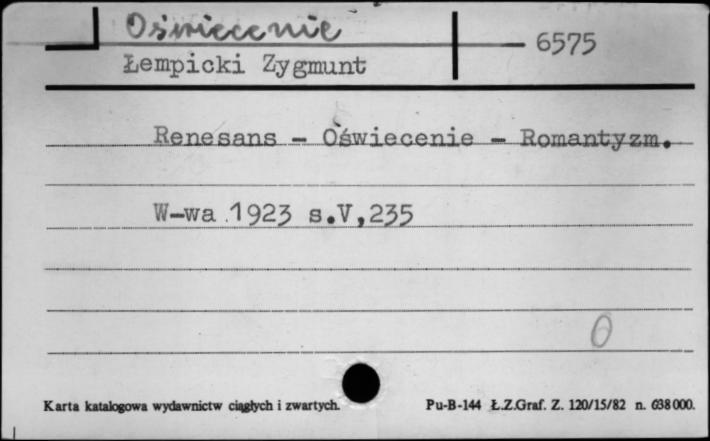 Oświecenie
6575
Łempicki Zygmunt
Renesans - Oświecenie - Romantyzm.
W-wa 1923 s.V,235
0
Karta katalogowa wydawnictw ciągłych i zwartych.
Pu-B-144 Ł.Z.Graf. Z. 120/15/82 n. 638000.